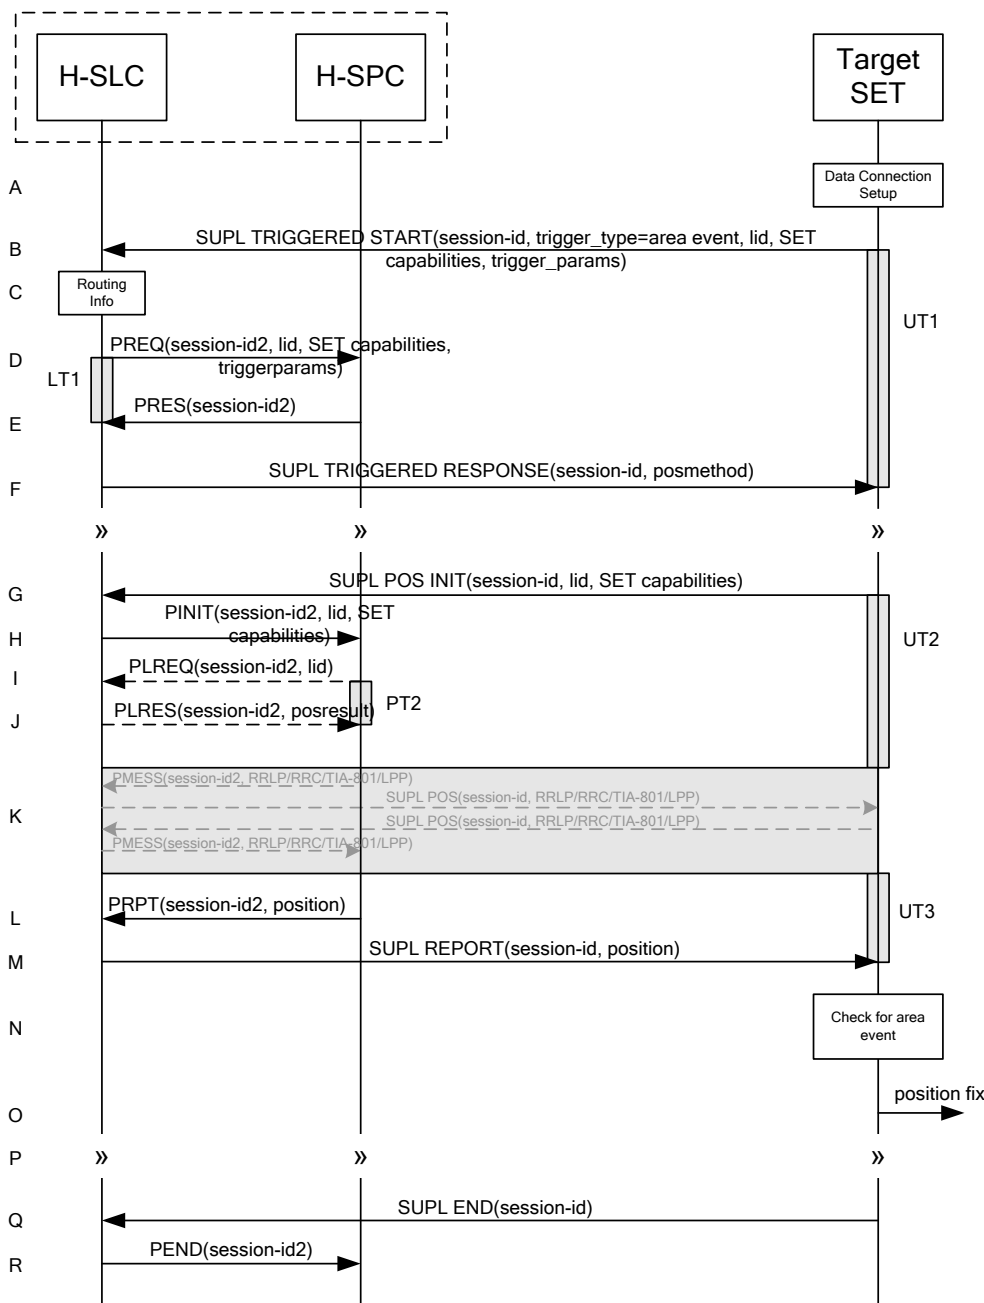 H-SLC
H-SPC
Target
SET
A
Data Connection
Setup
B
SUPL TRIGGERED START(session-id, trigger_type=area event, lid, SET
capabilities, trigger_params)
C
Routing
Info
UT1
D
PREQ(session-id2, lid, SET capabilities,
triggerparams)
LT1
E
PRES(session-id2)
F
SUPL TRIGGERED RESPONSE(session-id, posmethod)
» » »
G
SUPL POS INIT(session-id, lid, SET capabilities)
H
PINIT(session-id2, lid, SET
capabilities)
UT2
I
PLREQ(session-id2, lid)
J
PLRES(session-id2, posresult)
PT2
K
PMESS(session-id2, RRLP/RRC/TIA-801/LPP)
SUPL POS(session-id, RRLP/RRC/TIA-801/LPP)
SUPL POS(session-id, RRLP/RRC/TIA-801/LPP)
PMESS(session-id2, RRLP/RRC/TIA-801/LPP)
L
PRPT(session-id2, position)
UT3
M
SUPL REPORT(session-id, position)
N
Check for area
event
O
position fix
P
» » »
Q
SUPL END(session-id)
R
PEND(session-id2)